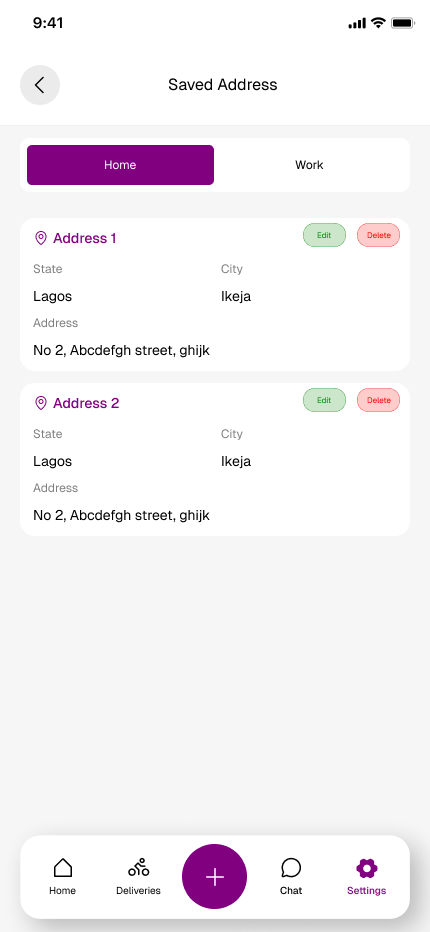 9:41
Saved Address
Home Work
Address 1 Edit Delete
State City
Lagos Ikeja
Address
No 2, Abcdefgh street, ghijk
Address 2 Edit Delete
State City
Lagos Ikeja
Address
No 2, Abcdefgh street, ghijk
Home Deliveries Chat Settings